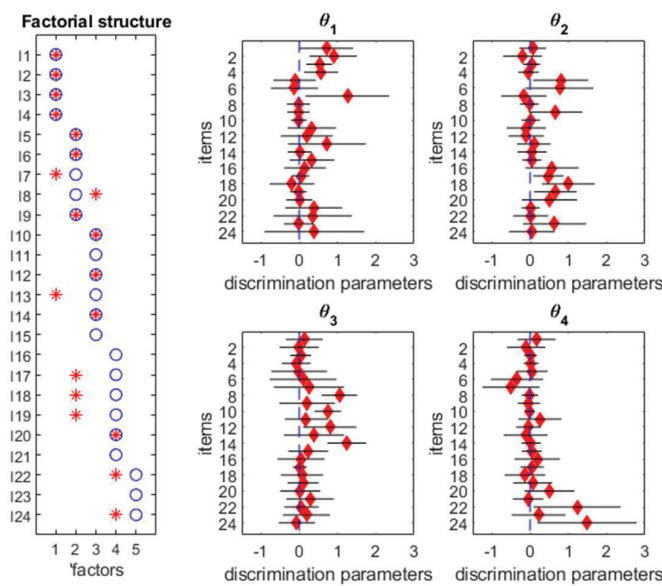 Factorial structure
I1
I2
I3
I4
I5
I6
I7
I8
I9
I10
I11
I12
I13
I14
I15
I16
I17
I18
I19
I20
I21
I22
I23
I24
1 2 3 4 5
'factors
θ1
2
4
6
8
10
12
14
16
18
20
22
24
items
-1 0 1 2 3
discrimination parameters
θ2
2
4
6
8
10
12
14
16
18
20
22
24
items
-1 0 1 2 3
discrimination parameters
θ3
2
4
6
8
10
12
14
16
18
20
22
24
items
-1 0 1 2 3
discrimination parameters
θ4
2
4
6
8
10
12
14
16
18
20
22
24
items
-1 0 1 2 3
discrimination parameters